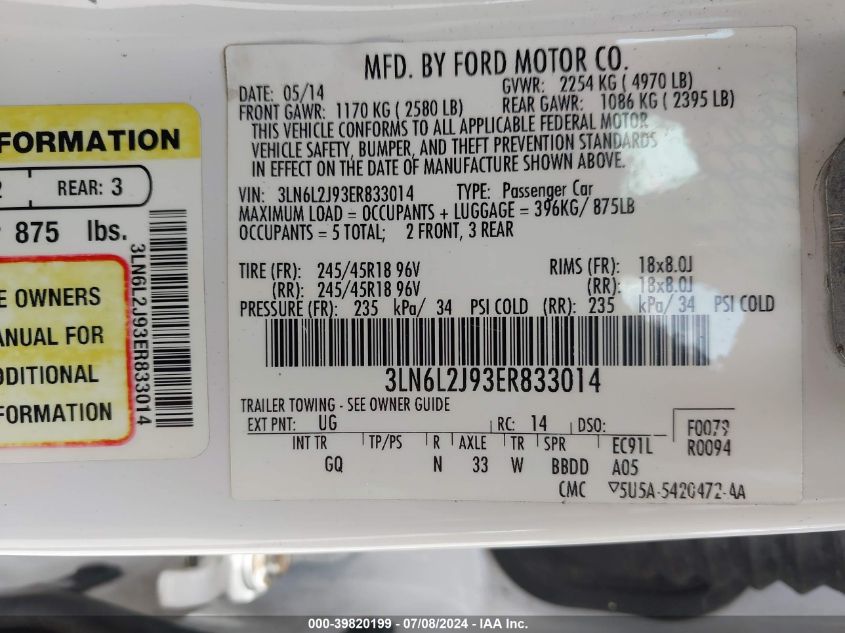 FORMATION
2 REAR: 3
875 lbs.
E OWNERS
ANUAL FOR
DDITIONAL
FORMATION
3LN6L2J93ER833014
MFD. BY FORD MOTOR CO.
DATE: 05/14 GVWR: 2254 KG ( 4970 LB)
FRONT GAWR: 1170 KG ( 2580 LB) REAR GAWR: 1086 KG ( 2395 LB)
THIS VEHICLE CONFORMS TO ALL APPLICABLE FEDERAL MOTOR
VEHICLE SAFETY, BUMPER, AND THEFT PREVENTION STANDARDS
IN EFFECT ON THE DATE OF MANUFACTURE SHOWN ABOVE.
VIN: 3LN6L2J93ER833014 TYPE: Passenger Car
MAXIMUM LOAD = OCCUPANTS + LUGGAGE = 396KG/ 875LB
OCCUPANTS = 5 TOTAL; 2 FRONT, 3 REAR
TIRE (FR): 245/45R18 96V RIMS (FR): 18x8.0J
(RR): 245/45R18 96V (RR): 18x8.0J
PRESSURE (FR): 235 kPa/ 34 PSI COLD (RR): 235 kPa/ 34 PSI COLD
3LN6L2J93ER833014
TRAILER TOWING - SEE OWNER GUIDE
EXT PNT: UG RC: 14 DSO: F0079
INT TR TP/PS R AXLE TR SPR EC91L R0094
GQ N 33 W BBDD A05
CMC ▽5U5A-5420472-AA
000-39820199 - 07/08/2024 - IAA Inc.